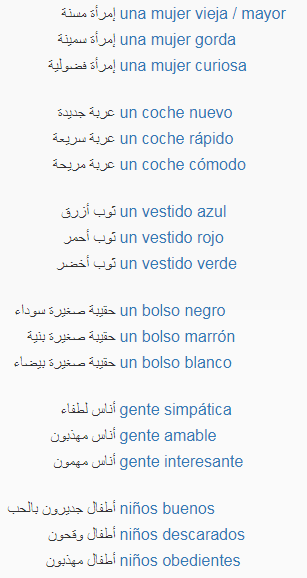 إمرأة مسنة una mujer vieja / mayor
إمرأة سمينة una mujer gorda
إمرأة فضولية una mujer curiosa
عربة جديدة un coche nuevo
عربة سريعة un coche rápido
عربة مريحة un coche cómodo
ثوب أزرق un vestido azul
ثوب أحمر un vestido rojo
ثوب أخضر un vestido verde
حقيبة صغيرة سوداء un bolso negro
حقيبة صغيرة بنية un bolso marrón
حقيبة صغيرة بيضاء un bolso blanco
أناس لطفاء gente simpática
أناس مهذبون gente amable
أناس مهمون gente interesante
أطفال جديرون بالحب niños buenos
أطفال وقحون niños descarados
أطفال مهذبون niños obedientes